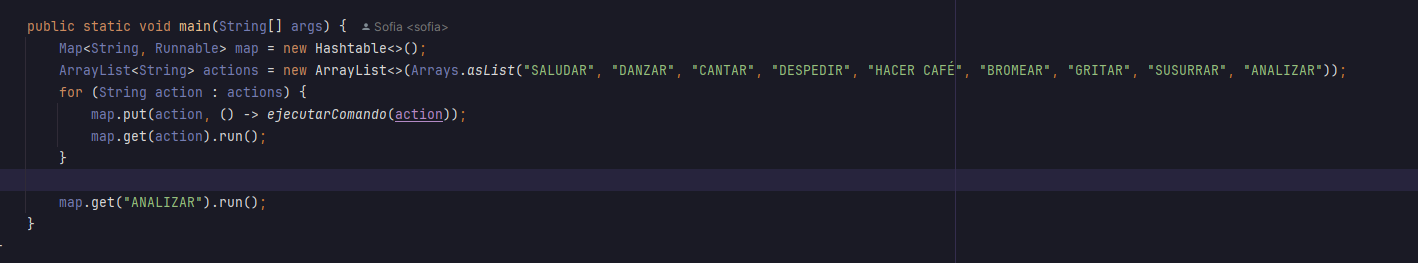 public static void main(String[] args) { Sofia <sofia>
Map<String, Runnable> map = new Hashtable<>();
ArrayList<String> actions = new ArrayList<>(Arrays.asList("SALUDAR", "DANZAR", "CANTAR", "DESPEDIR", "HACER CAFÉ", "BROMEAR", "GRITAR", "SUSURRAR", "ANALIZAR"));
for (String action : actions) {
map.put(action, () -> ejecutarComando(action));
map.get(action).run();
}
map.get("ANALIZAR").run();
}